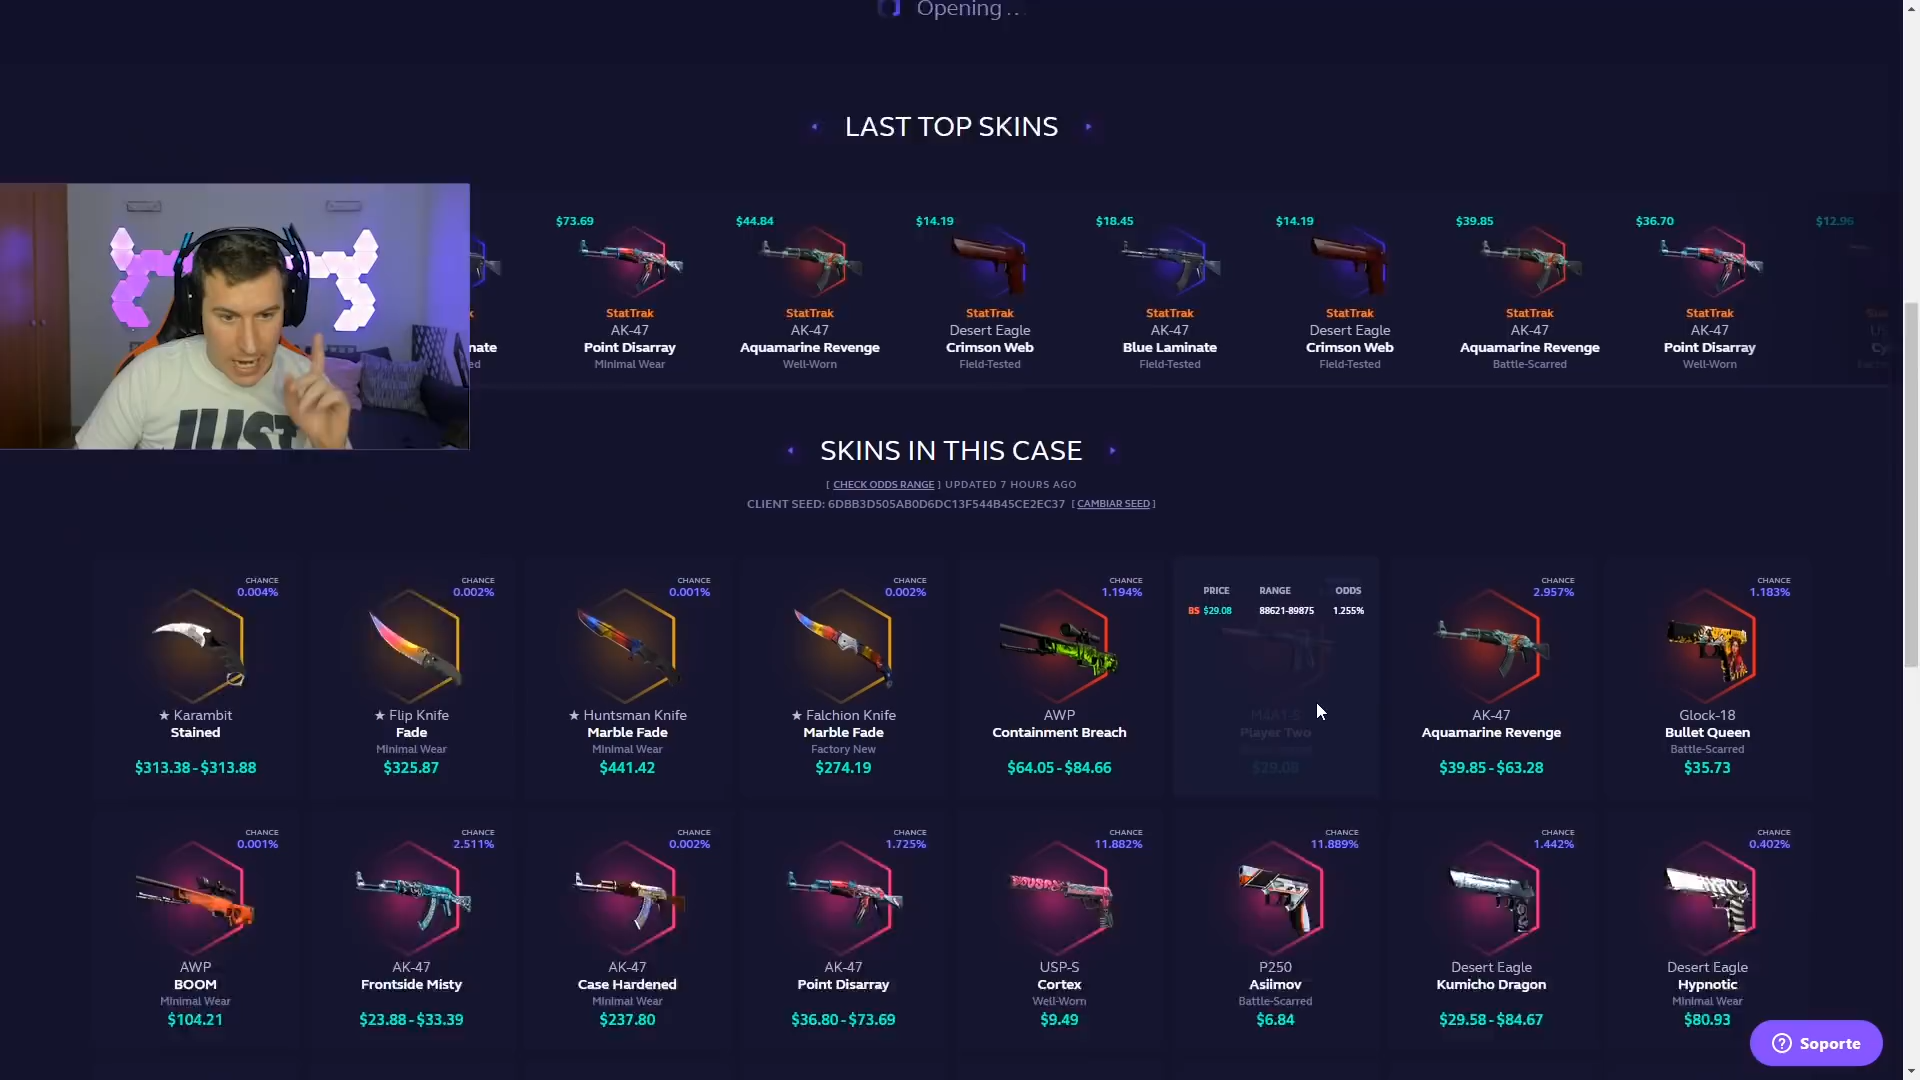 Opening . .
LAST TOP SKINS
$73.69
$44.84
$14.19
$18.45
$14.19
$39.85
$36.70
$12.96
nate
StatTrak
AK-47
Point Disarray
Minimal Wear
StatTrak
AK-47
Aquamarine Revenge
Well-Worn
StatTrak
Desert Eagle
Crimson Web
Field-Tested
StatTrak
AK-47
Blue Laminate
Field-Tested
StatTrak
Desert Eagle
Crimson Web
Field-Tested
StatTrak
AK-47
Aquamarine Revenge
Battle-Scarred
StatTrak
AK-47
Point Disarray
Well-Worn
JUST
SKINS IN THIS CASE
[ CHECK ODDS RANGE ] UPDATED 7 HOURS AGO
CLIENT SEED: 6DBB3D505AB0D6DC13F544B45CE2EC37 [ CAMBIAR SEED ]
CHANCE
0.004%
★ Karambit
Stained
$313.38 - $313.88
CHANCE
0.002%
★ Flip Knife
Fade
Minimal Wear
$325.87
CHANCE
0.001%
★ Huntsman Knife
Marble Fade
Minimal Wear
$441.42
CHANCE
0.002%
★ Falchion Knife
Marble Fade
Factory New
$274.19
CHANCE
1.194%
AWP
Containment Breach
$64.05 - $84.66
PRICE RANGE ODDS
BS $29.08 88621-89875 1.255%
M4A1-S
Player Two
$29.08
CHANCE
2.957%
AK-47
Aquamarine Revenge
$39.85 - $63.28
CHANCE
1.183%
Glock-18
Bullet Queen
Battle-Scarred
$35.73
CHANCE
0.001%
AWP
BOOM
Minimal Wear
$104.21
CHANCE
2.511%
AK-47
Frontside Misty
$23.88 - $33.39
CHANCE
0.002%
AK-47
Case Hardened
Minimal Wear
$237.80
CHANCE
1.725%
AK-47
Point Disarray
$36.80 - $73.69
CHANCE
11.882%
USP-S
Cortex
Well-Worn
$9.49
CHANCE
11.889%
P250
Asiimov
Battle-Scarred
$6.84
CHANCE
1.442%
Desert Eagle
Kumicho Dragon
$29.58 - $84.67
CHANCE
0.402%
Desert Eagle
Hypnotic
Minimal Wear
$80.93
Soporte